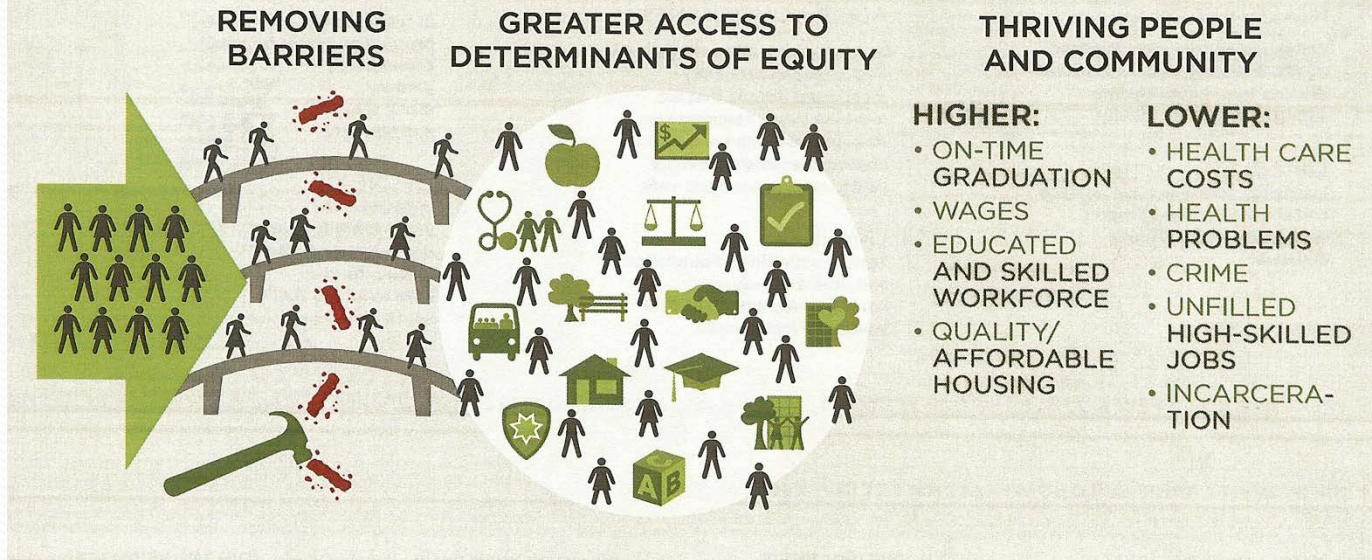 REMOVING
BARRIERS
GREATER ACCESS TO
DETERMINANTS OF EQUITY
THRIVING PEOPLE
AND COMMUNITY
HIGHER:
• ON-TIME
GRADUATION
• WAGES
• EDUCATED
AND SKILLED
WORKFORCE
• QUALITY/
AFFORDABLE
HOUSING
LOWER:
• HEALTH CARE
COSTS
• HEALTH
PROBLEMS
• CRIME
• UNFILLED
HIGH-SKILLED
JOBS
• INCARCERA-
TION
$
A B